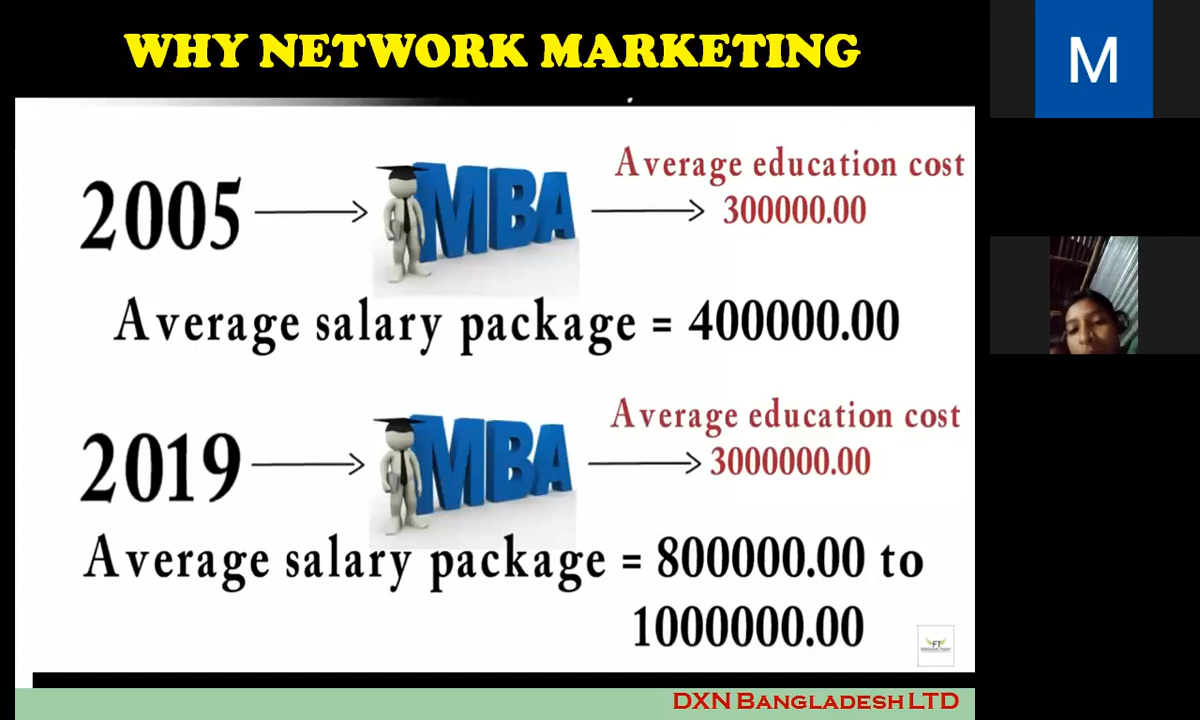 WHY NETWORK MARKETING
2005
MBA
Average education cost
300000.00
Average salary package = 400000.00
2019
MBA
Average education cost
3000000.00
Average salary package = 800000.00 to
1000000.00
FT
DXN BANGLADESH LTD
M